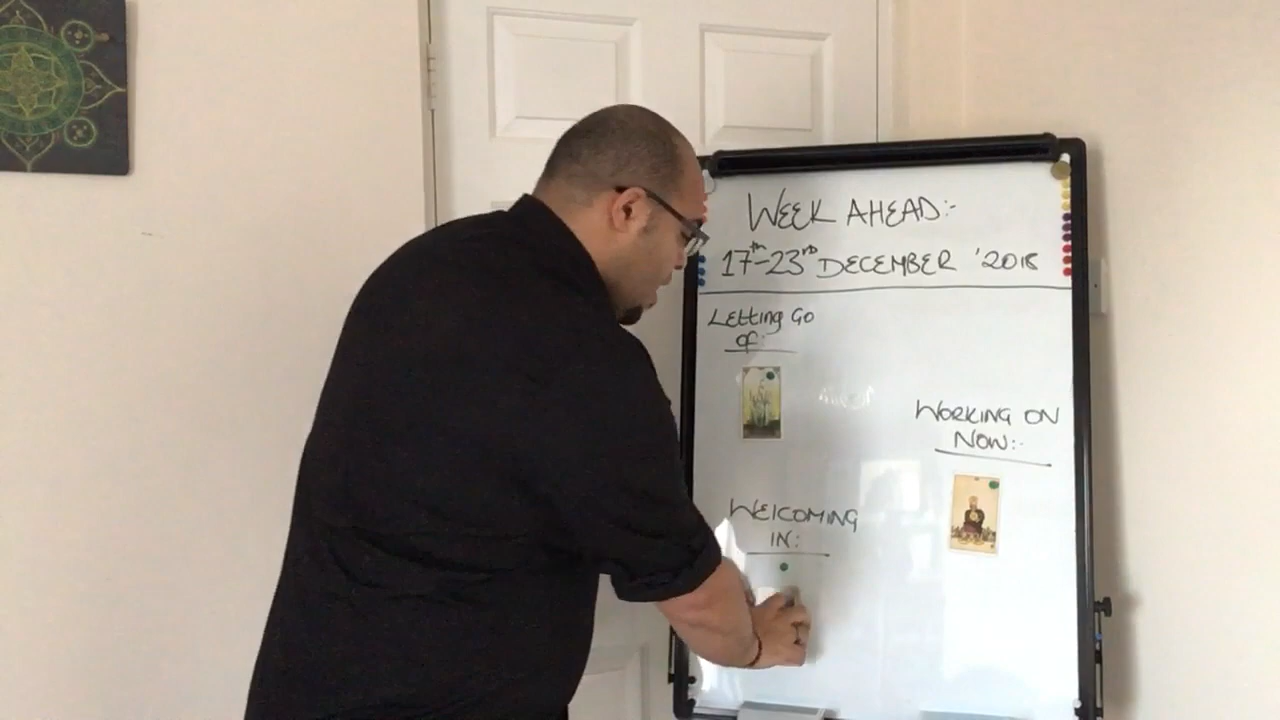 WEEK AHEAD:-
17th-23rd DECEMBER '2018
LETTING GO
OF:
WORKING ON
NOW:-
WELCOMING
IN: